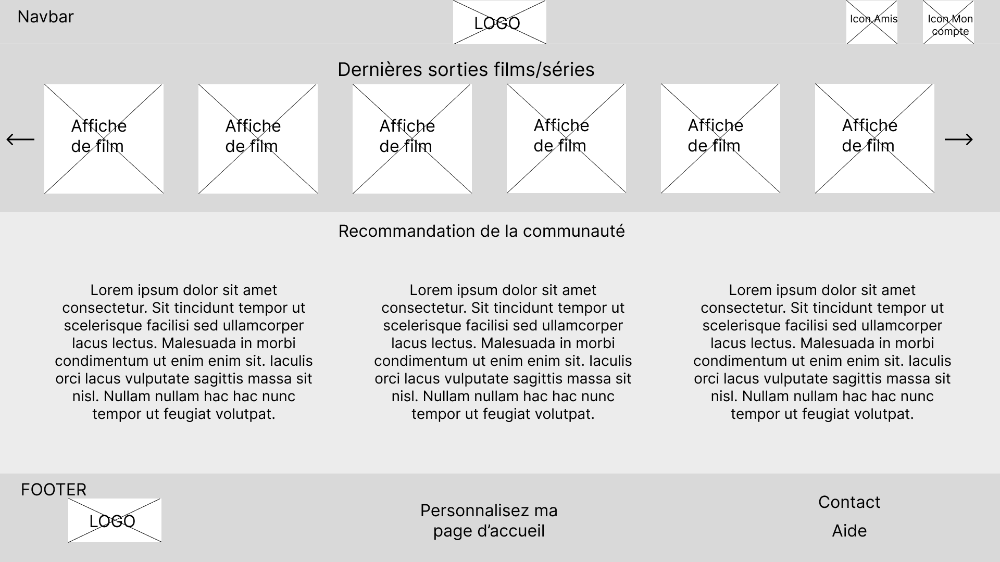 Navbar
LOGO
Icon Amis
Icon Mon
compte
Dernières sorties films/séries
Affiche
de film
Affiche
de film
Affiche
de film
Affiche
de film
Affiche
de film
Affiche
de film
Recommandation de la communauté
Lorem ipsum dolor sit amet
consectetur. Sit tincidunt tempor ut
scelerisque facilisi sed ullamcorper
lacus lectus. Malesuada in morbi
condimentum ut enim enim sit. Iaculis
orci lacus vulputate sagittis massa sit
nisl. Nullam nullam hac hac nunc
tempor ut feugiat volutpat.
Lorem ipsum dolor sit amet
consectetur. Sit tincidunt tempor ut
scelerisque facilisi sed ullamcorper
lacus lectus. Malesuada in morbi
condimentum ut enim enim sit. Iaculis
orci lacus vulputate sagittis massa sit
nisl. Nullam nullam hac hac nunc
tempor ut feugiat volutpat.
Lorem ipsum dolor sit amet
consectetur. Sit tincidunt tempor ut
scelerisque facilisi sed ullamcorper
lacus lectus. Malesuada in morbi
condimentum ut enim enim sit. Iaculis
orci lacus vulputate sagittis massa sit
nisl. Nullam nullam hac hac nunc
tempor ut feugiat volutpat.
FOOTER
LOGO
Personnalisez ma
page d’accueil
Contact
Aide